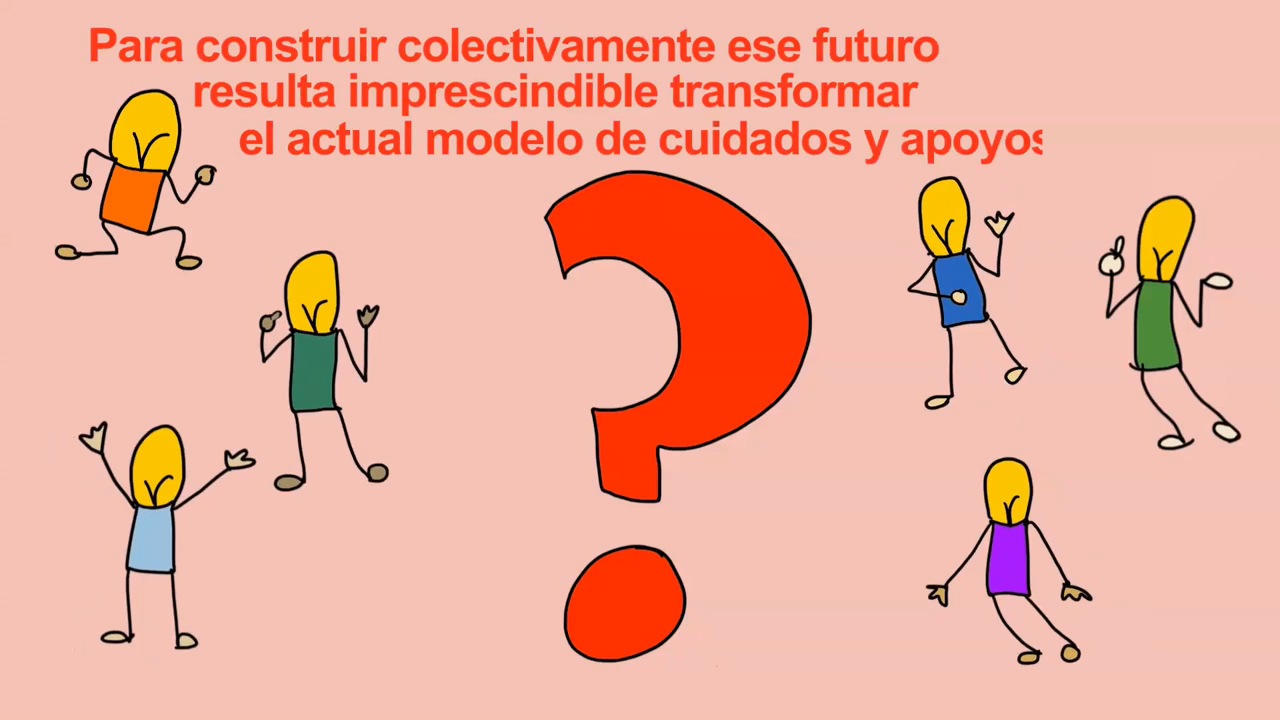 Para construir colectivamente ese futuro
resulta imprescindible transformar
el actual modelo de cuidados y apoyos